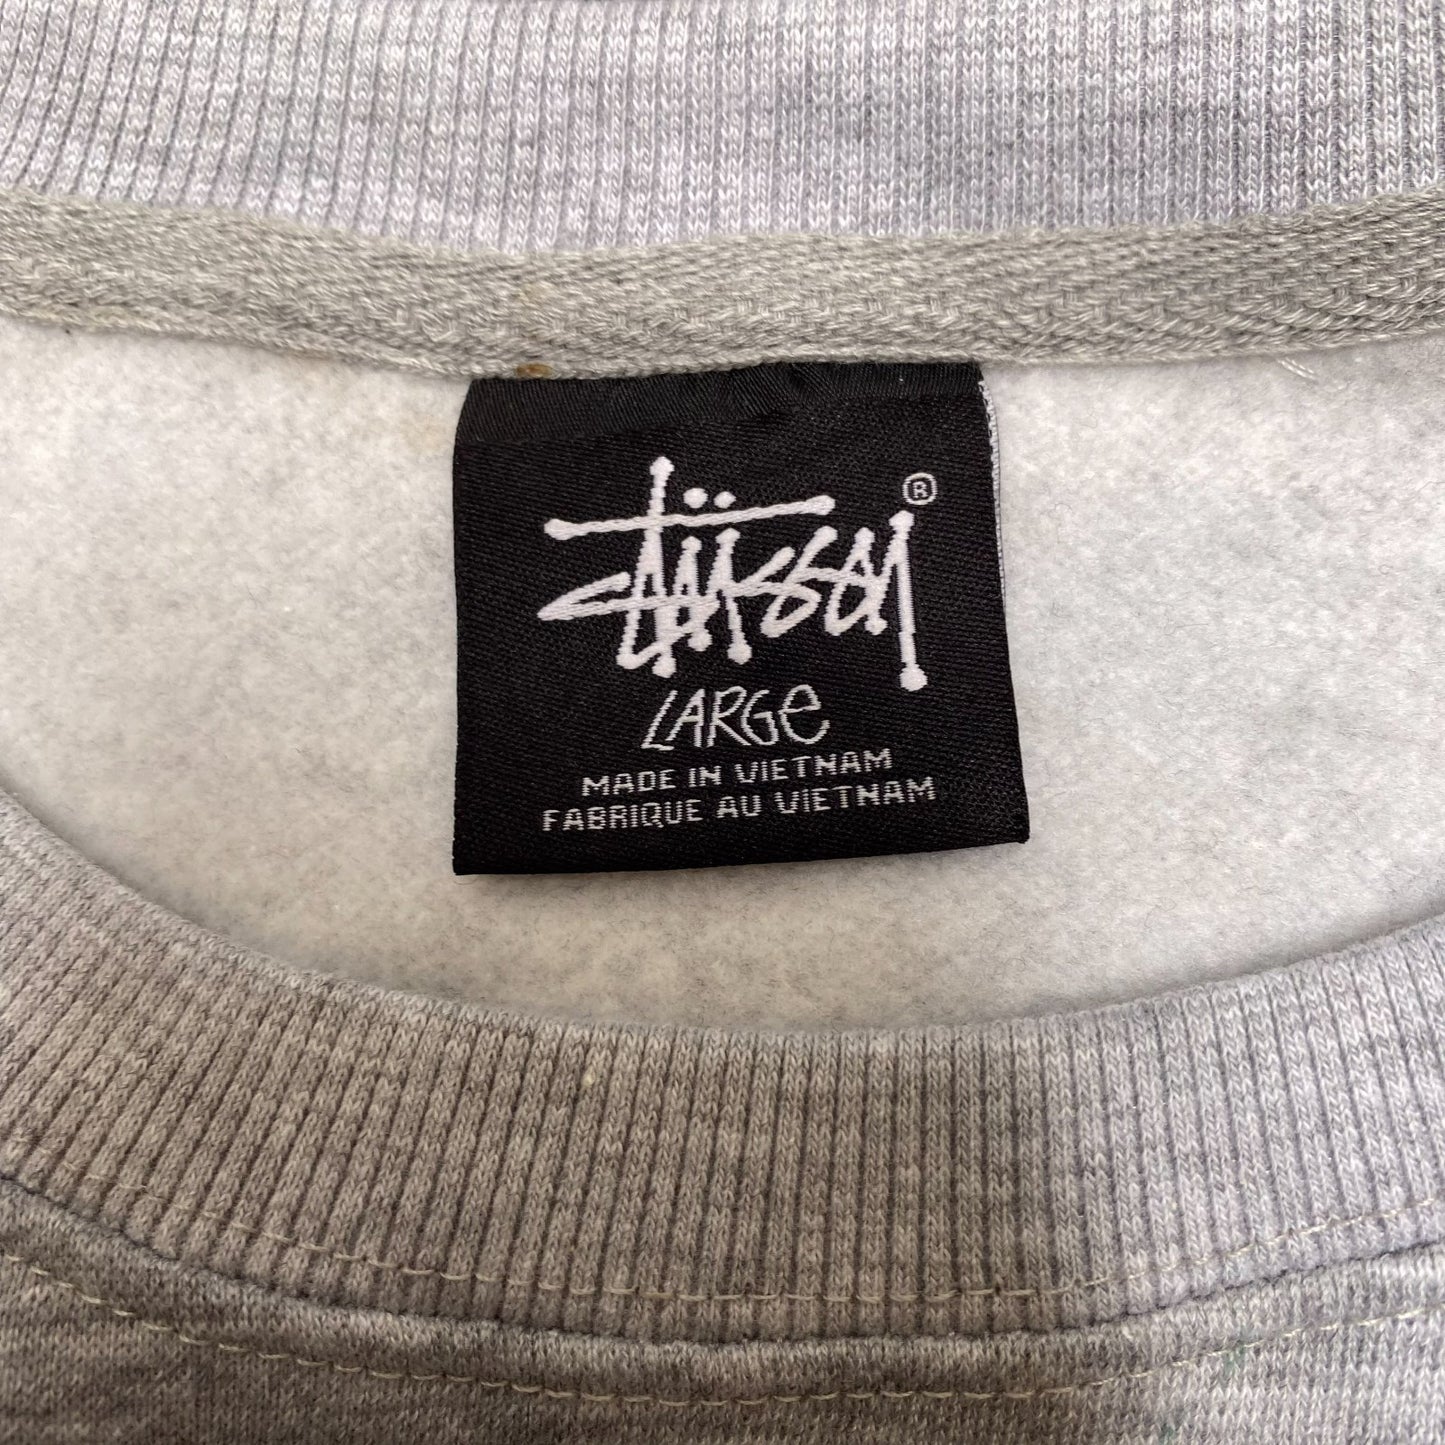 Stüssy ®
LARGe
MADE IN VIETNAM
FABRIQUE AU VIETNAM